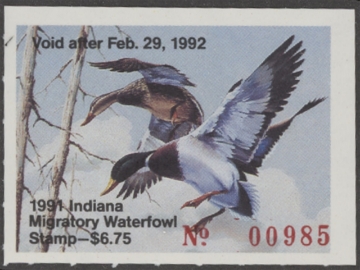 Void after Feb. 29, 1992
1991 Indiana
Migratory Waterfowl
Stamp—$6.75
No 00985